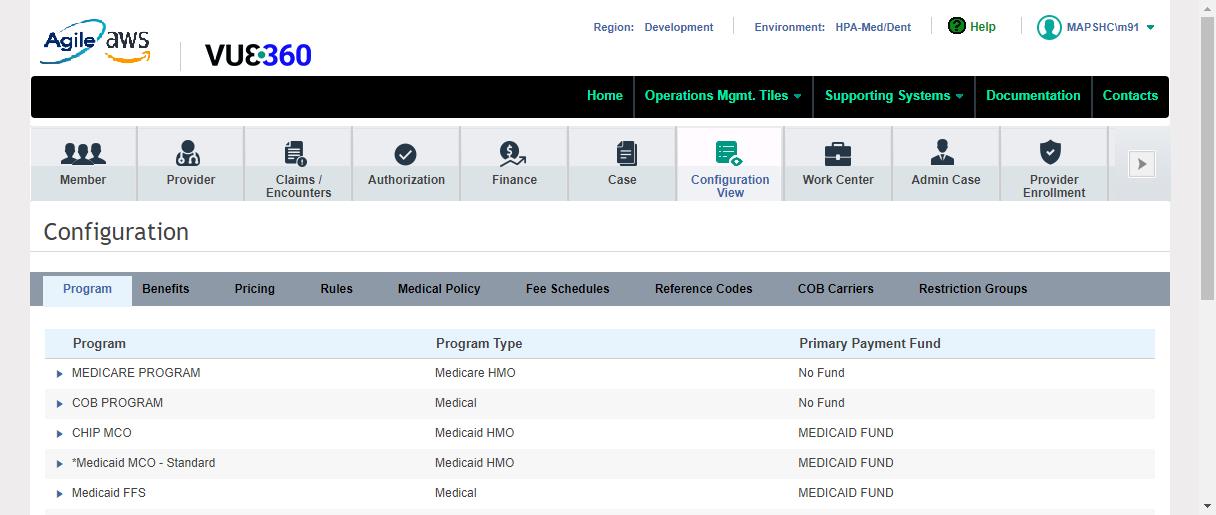 Agile aws
VUE360
Region: Development
Environment: HPA-Med/Dent
? Help
MAPSHC\m91
Home Operations Mgmt. Tiles Supporting Systems Documentation Contacts
Member
Provider
Claims /
Encounters
Authorization
Finance
Case
Configuration
View
Work Center
Admin Case
Provider
Enrollment
Configuration
Program Benefits Pricing Rules Medical Policy Fee Schedules Reference Codes COB Carriers Restriction Groups
Program Program Type Primary Payment Fund
MEDICARE PROGRAM Medicare HMO No Fund
COB PROGRAM Medical No Fund
CHIP MCO Medicaid HMO MEDICAID FUND
*Medicaid MCO - Standard Medicaid HMO MEDICAID FUND
Medicaid FFS Medical MEDICAID FUND